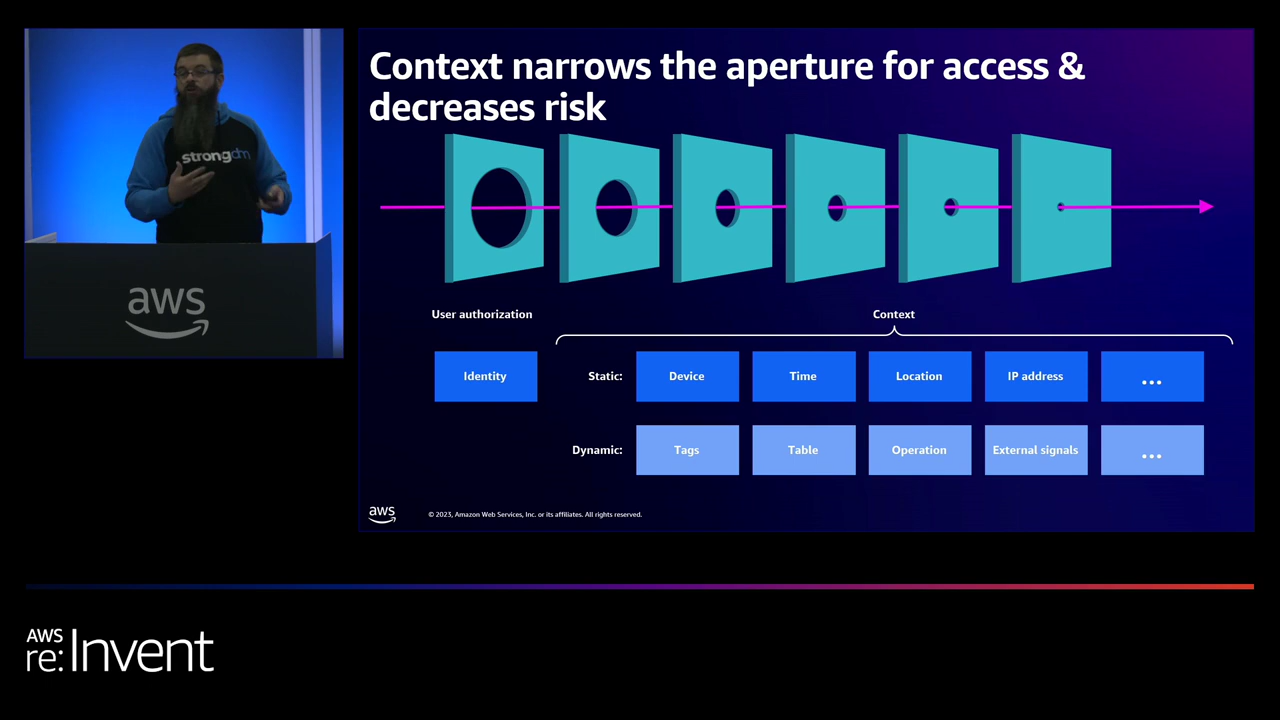 Context narrows the aperture for access &
decreases risk
strongdm
aws
User authorization
Context
Identity
Static:
Device
Time
Location
IP address
...
Dynamic:
Tags
Table
Operation
External signals
...
aws
© 2023, Amazon Web Services, Inc. or its affiliates. All rights reserved.
AWS
re:Invent